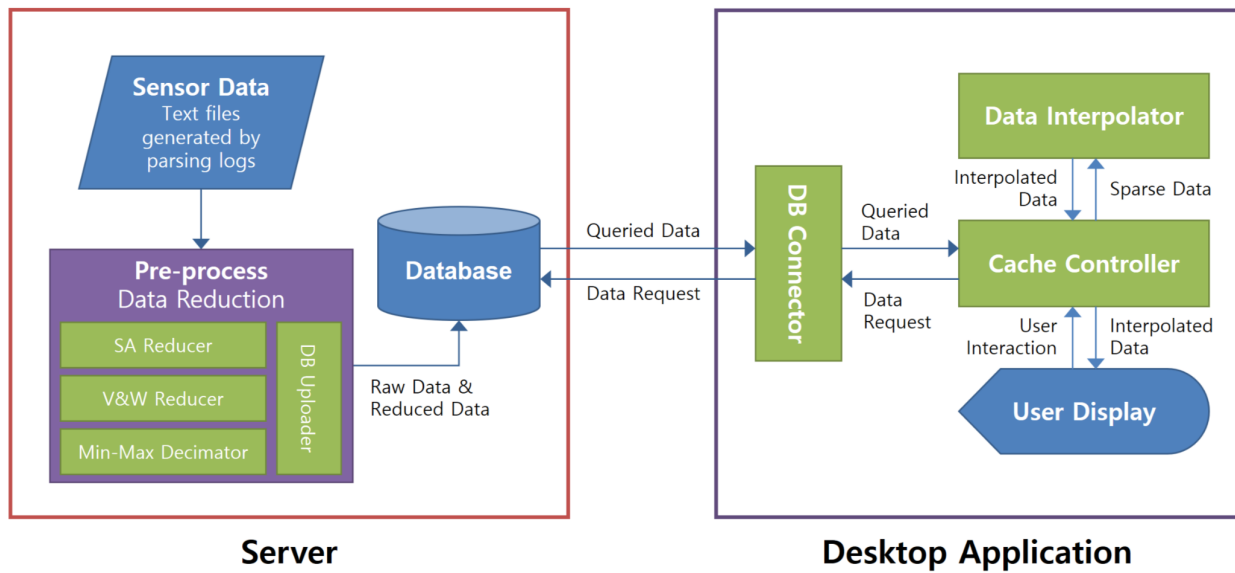 Sensor Data
Text files
generated by
parsing logs
Pre-process
Data Reduction
SA Reducer
V&W Reducer
Min-Max Decimator
DB Uploader
Raw Data &
Reduced Data
Database
Queried Data
Data Request
DB Connector
Queried
Data
Data
Request
Data Interpolator
Interpolated
Data
Sparse Data
Cache Controller
User
Interaction
Interpolated
Data
User Display
Server
Desktop Application